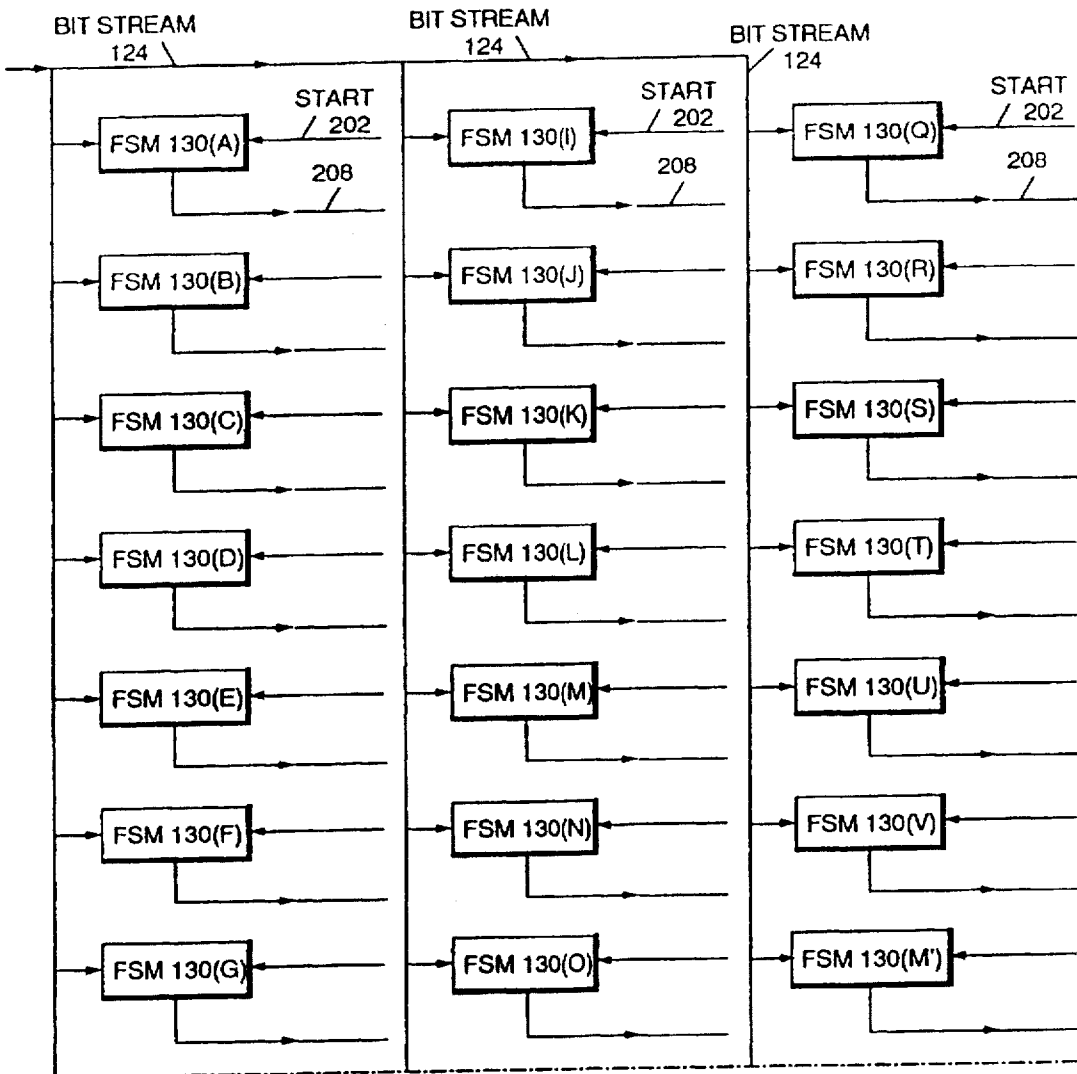 BIT STREAM
124
BIT STREAM
124
BIT STREAM
124
START
202
START
202
START
202
FSM 130(A)
FSM 130(I)
FSM 130(Q)
208
208
208
FSM 130(B)
FSM 130(J)
FSM 130(R)
FSM 130(C)
FSM 130(K)
FSM 130(S)
FSM 130(D)
FSM 130(L)
FSM 130(T)
FSM 130(E)
FSM 130(M)
FSM 130(U)
FSM 130(F)
FSM 130(N)
FSM 130(V)
FSM 130(G)
FSM 130(O)
FSM 130(M')